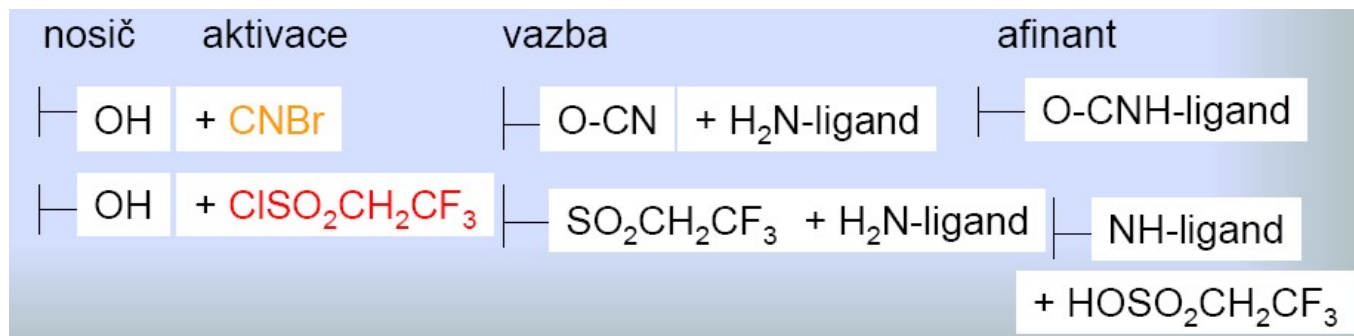 nosič aktivace vazba afinant
OH + CNBr O-CN + H₂N-ligand O-CNH-ligand
OH + ClSO₂CH₂CF₃ SO₂CH₂CF₃ + H₂N-ligand NH-ligand
+ HOSO₂CH₂CF₃